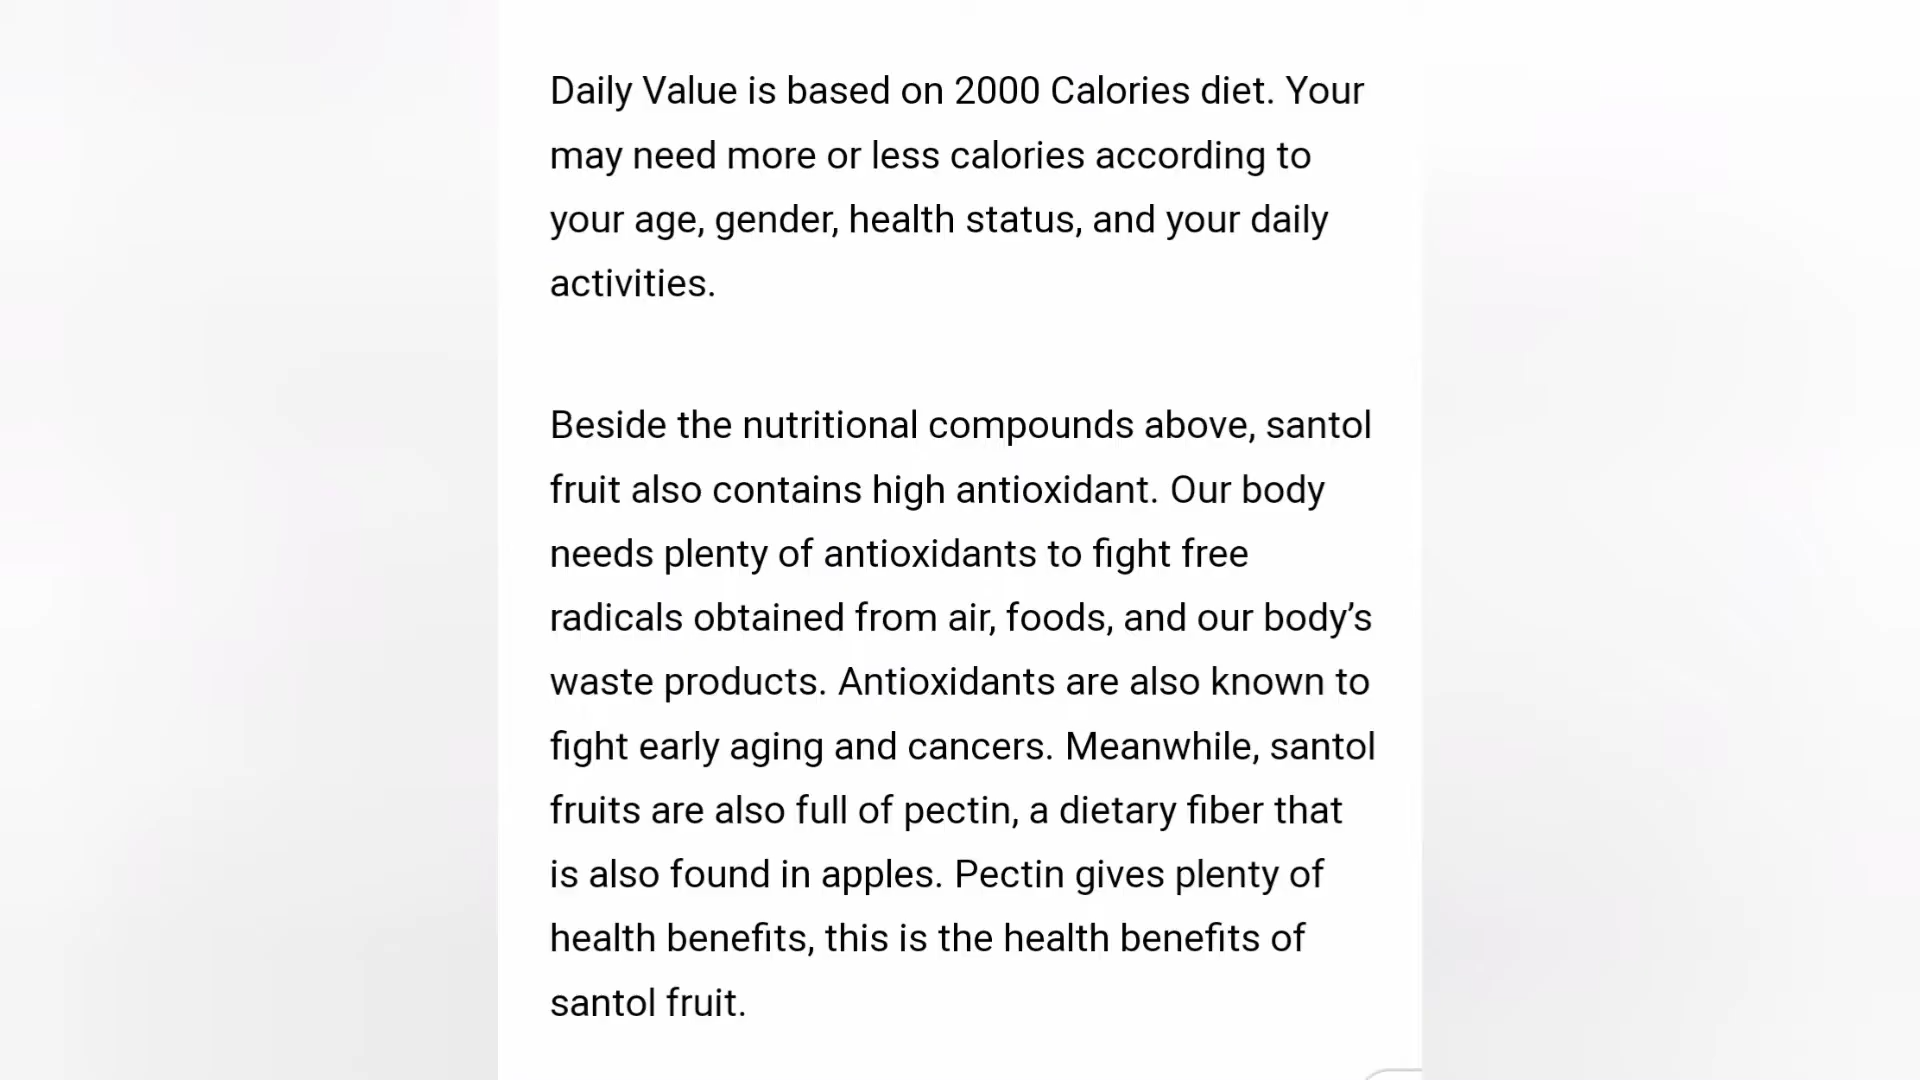 Daily Value is based on 2000 Calories diet. Your
may need more or less calories according to
your age, gender, health status, and your daily
activities.
Beside the nutritional compounds above, santol
fruit also contains high antioxidant. Our body
needs plenty of antioxidants to fight free
radicals obtained from air, foods, and our body’s
waste products. Antioxidants are also known to
fight early aging and cancers. Meanwhile, santol
fruits are also full of pectin, a dietary fiber that
is also found in apples. Pectin gives plenty of
health benefits, this is the health benefits of
santol fruit.